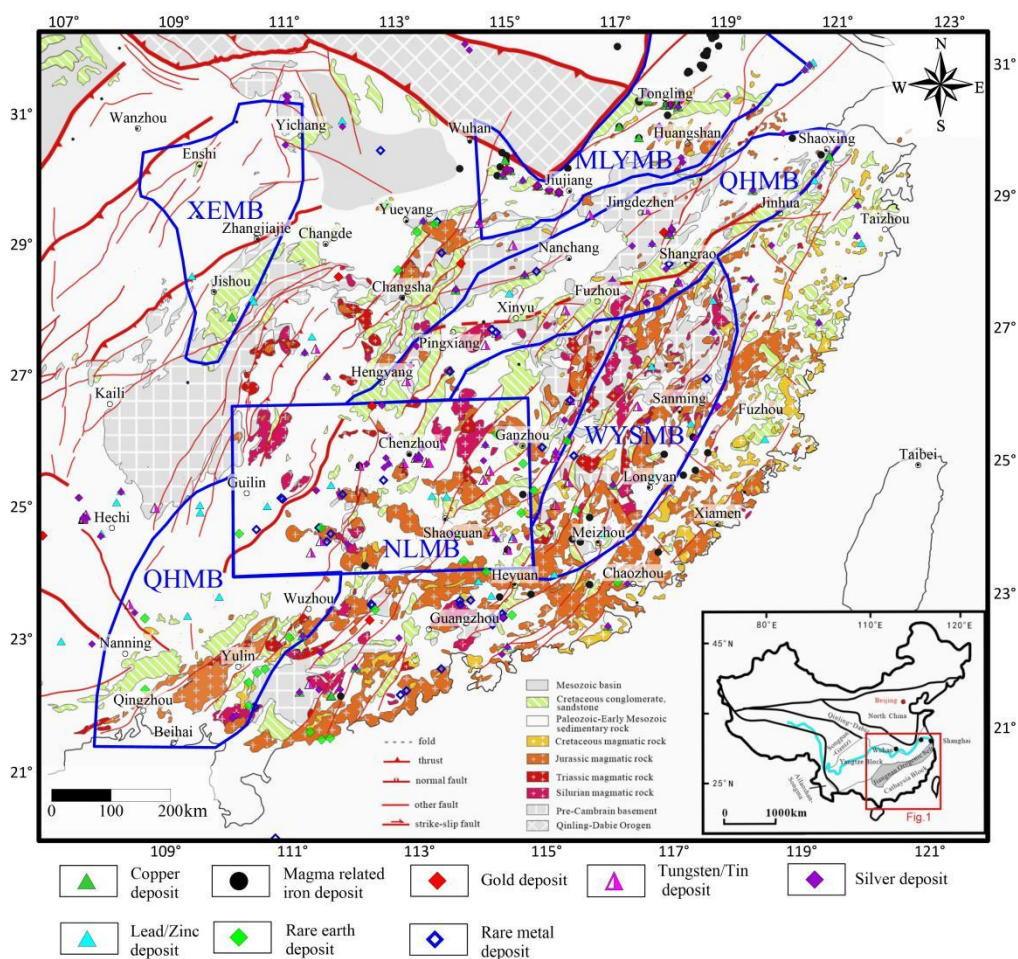 107° 109° 111° 113° 115° 117° 119° 121° 123°
31°
29°
27°
25°
23°
21°
31°
29°
27°
25°
23°
21°
109° 111° 113° 115° 117° 119° 121°
N
W E
S
Wanzhou
Yichang
Enshi
XEMB
Zhangjiajie
Changde
Jishou
Wuhan
Tongling
Huangshan
MLYMB
Shaoxing
Jiujiang
QHMB
Jingdezhen
Jinhua
Taizhou
Yueyang
Nanchang
Shangrao
Changsha
Fuzhou
Xinyu
Pingxiang
Hengyang
Kaili
Sanming
Fuzhou
WYSMB
Chenzhou
Ganzhou
Taibei
Guilin
Longyan
Hechi
Xiamen
Shaoguan
Meizhou
NLMB
QHMB
Heyuan
Chaozhou
Wuzhou
Guangzhou
Nanning
Yulin
Qingzhou
Beihai
0 100 200km
fold
thrust
normal fault
other fault
strike-slip fault
Mesozoic basin
Cretaceous conglomerate,
sandstone
Paleozoic-Early Mesozoic
sedimentary rock
Cretaceous magmatic rock
Jurassic magmatic rock
Triassic magmatic rock
Silurian magmatic rock
Pre-Cambrain basement
Qinling-Dabie Orogen
80°E 110° 120°
45°N
25°N
Beijing
North China
Shanghai
Wuhan
Yangtze Block
Cathaysia Block
0 1000km
Fig.1
Copper
deposit
Magma related
iron deposit
Gold deposit
Tungsten/Tin
deposit
Silver deposit
Lead/Zinc
deposit
Rare earth
deposit
Rare metal
deposit